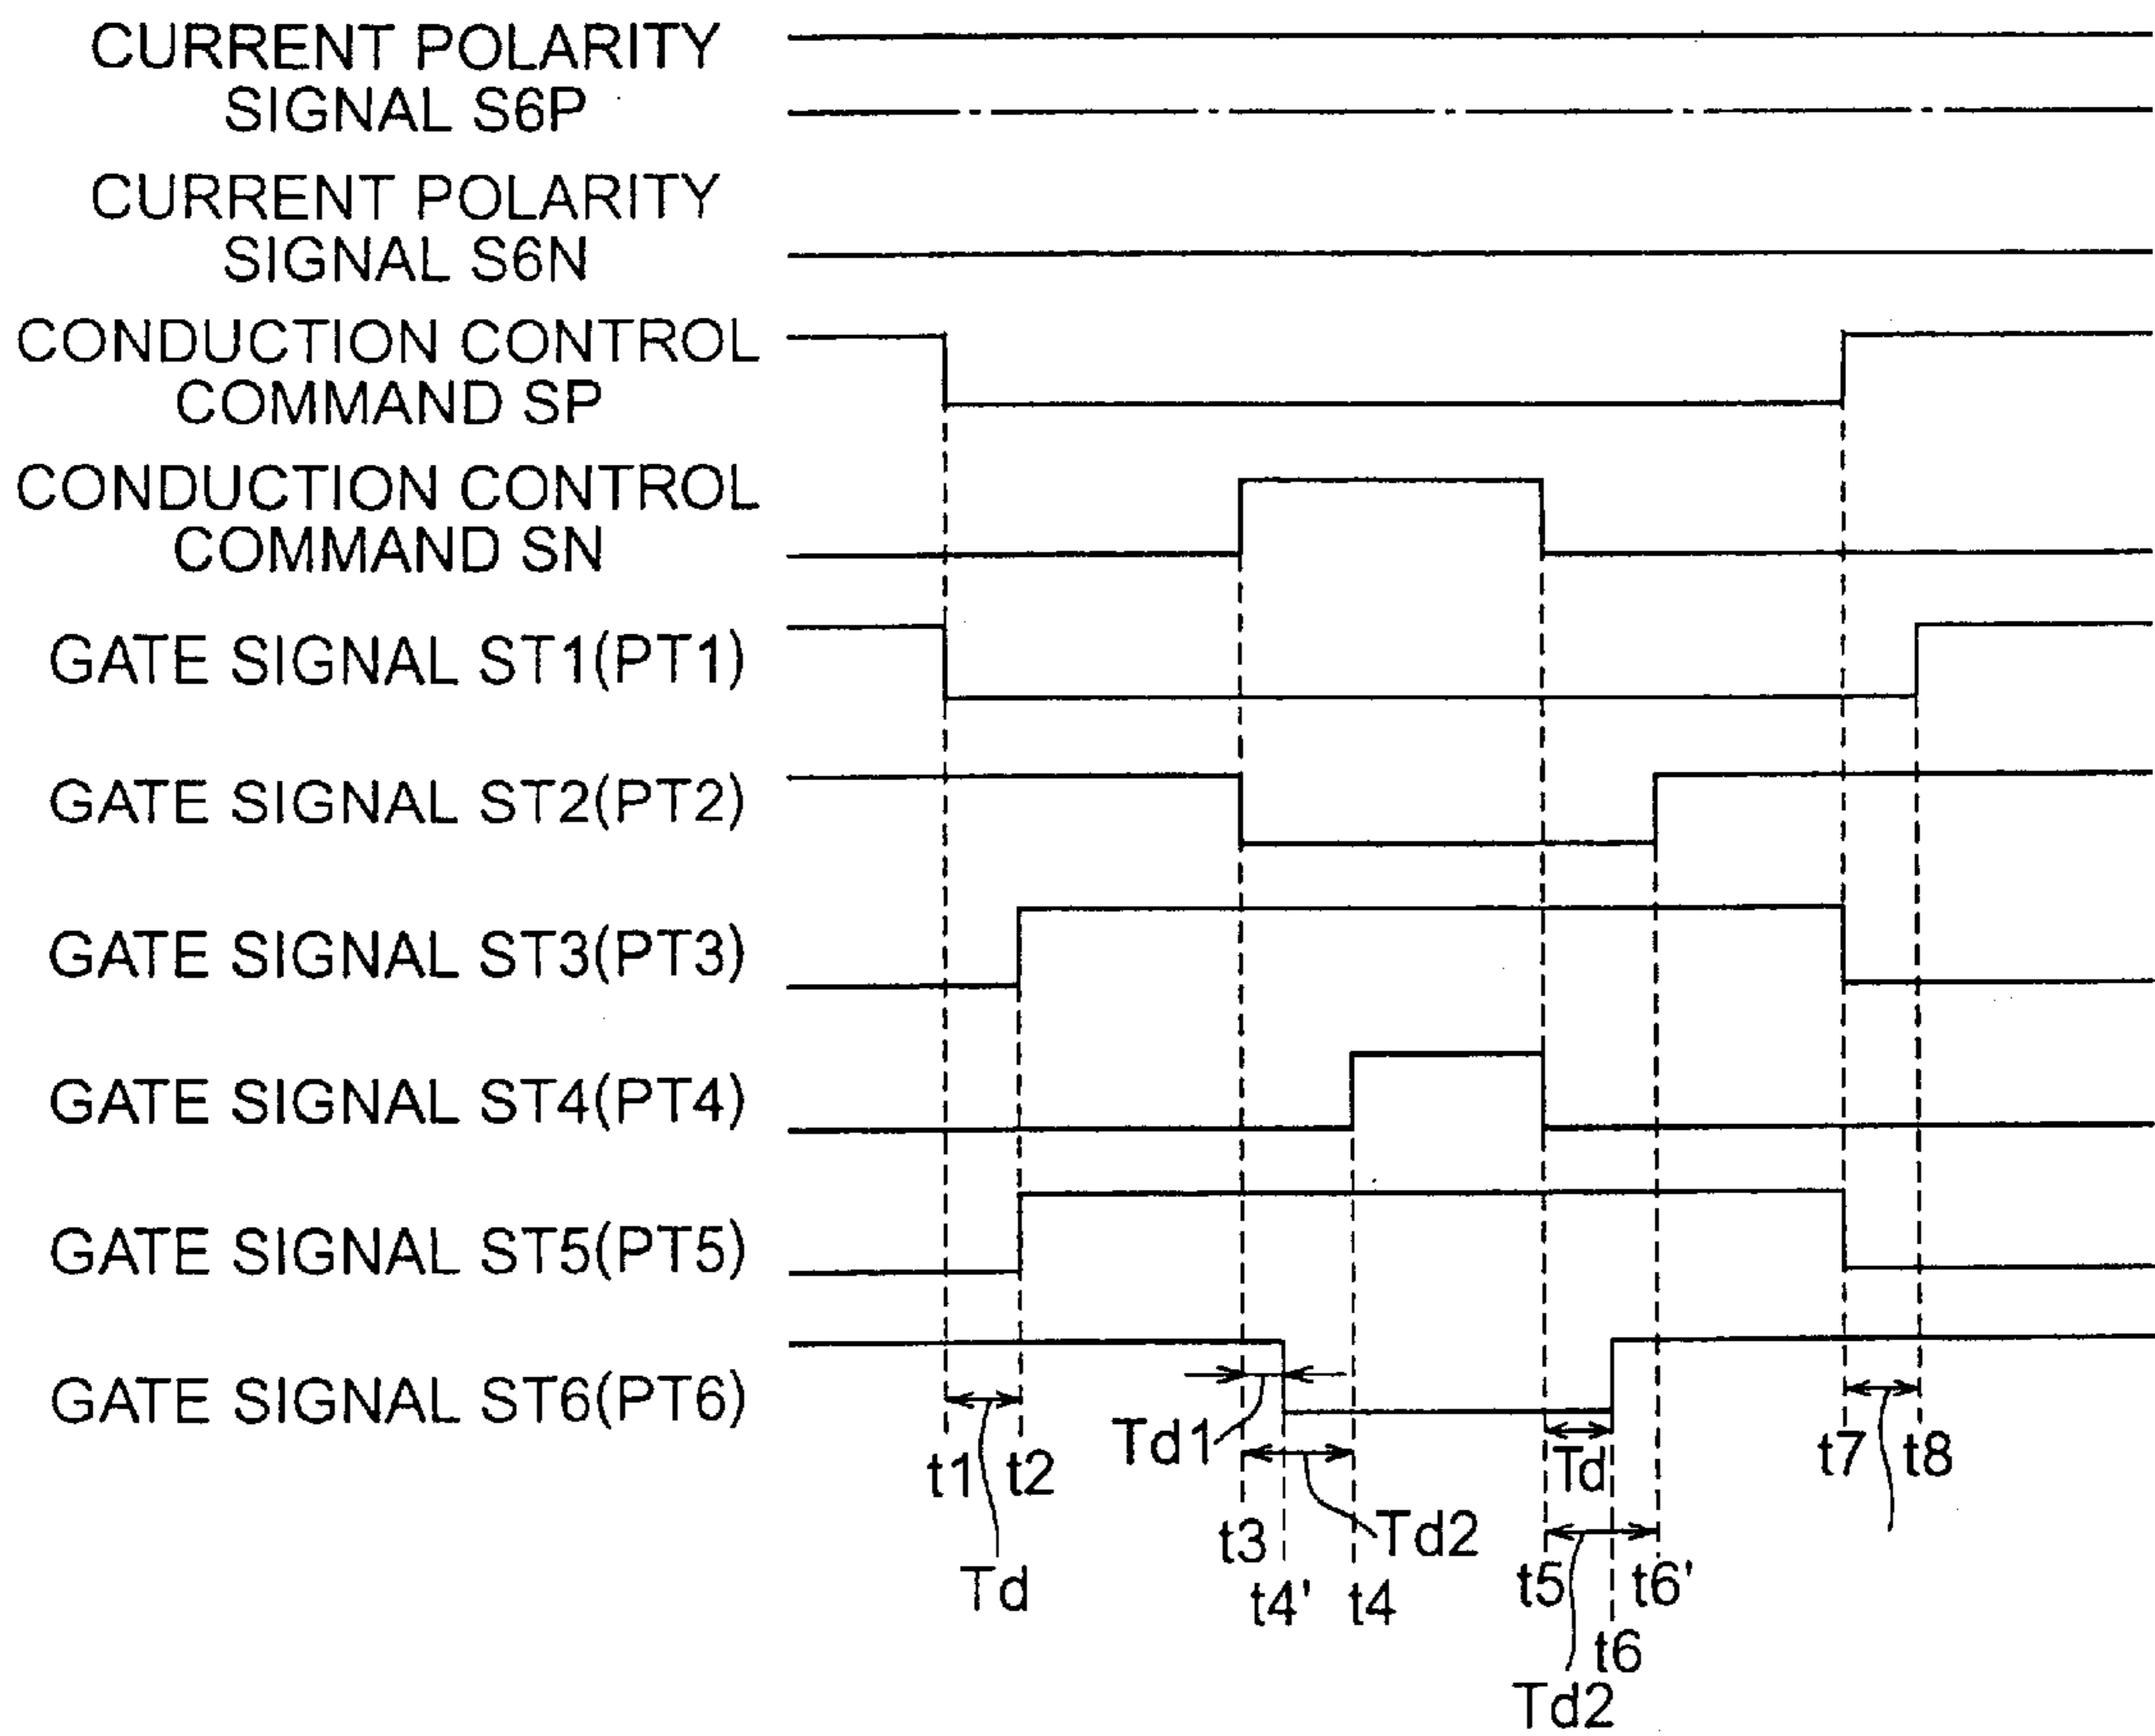 CURRENT POLARITY
SIGNAL S6P
CURRENT POLARITY
SIGNAL S6N
CONDUCTION CONTROL
COMMAND SP
CONDUCTION CONTROL
COMMAND SN
GATE SIGNAL ST1(PT1)
GATE SIGNAL ST2(PT2)
GATE SIGNAL ST3(PT3)
GATE SIGNAL ST4(PT4)
GATE SIGNAL ST5(PT5)
GATE SIGNAL ST6(PT6)
t1 t2 Td1 Td t7 t8
t3 Td2
Td t4' t4 t5 t6'
t6
Td2